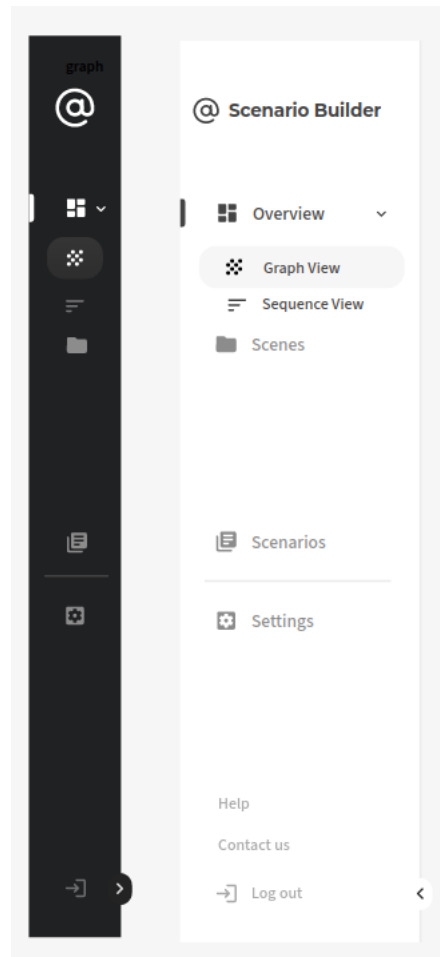 graph
@
@ Scenario Builder
Overview
Graph View
Sequence View
Scenes
Scenarios
Settings
Help
Contact us
Log out